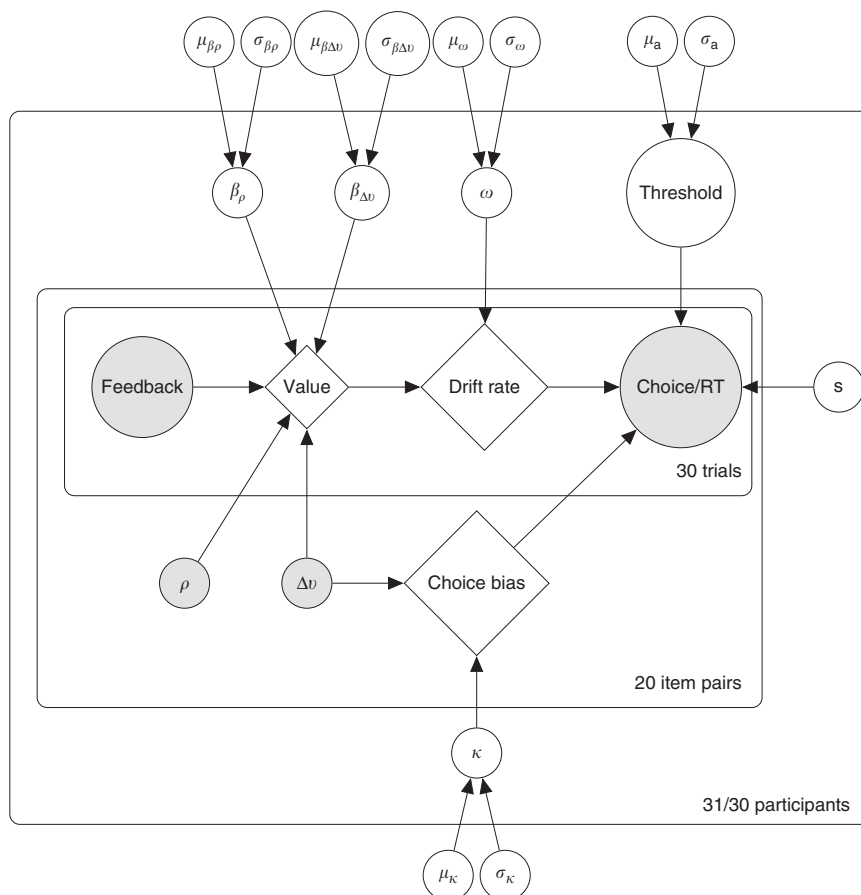 μβρ σβρ μβΔυ σβΔυ μω σω μa σa
βρ βΔυ ω Threshold
Feedback Value Drift rate Choice/RT s
30 trials
ρ Δυ Choice bias
20 item pairs
κ
31/30 participants
μκ σκ